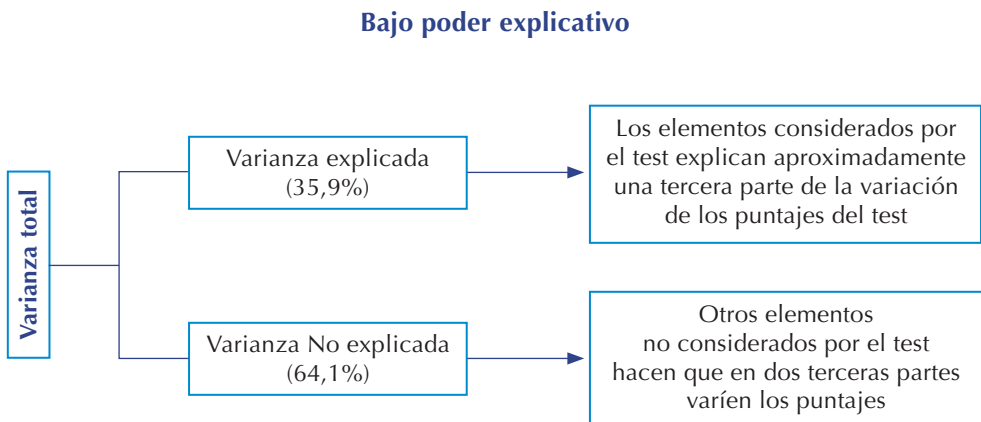 Bajo poder explicativo
Varianza total
Varianza explicada
(35,9%)
Los elementos considerados por
el test explican aproximadamente
una tercera parte de la variación
de los puntajes del test
Varianza No explicada
(64,1%)
Otros elementos
no considerados por el test
hacen que en dos terceras partes
varíen los puntajes